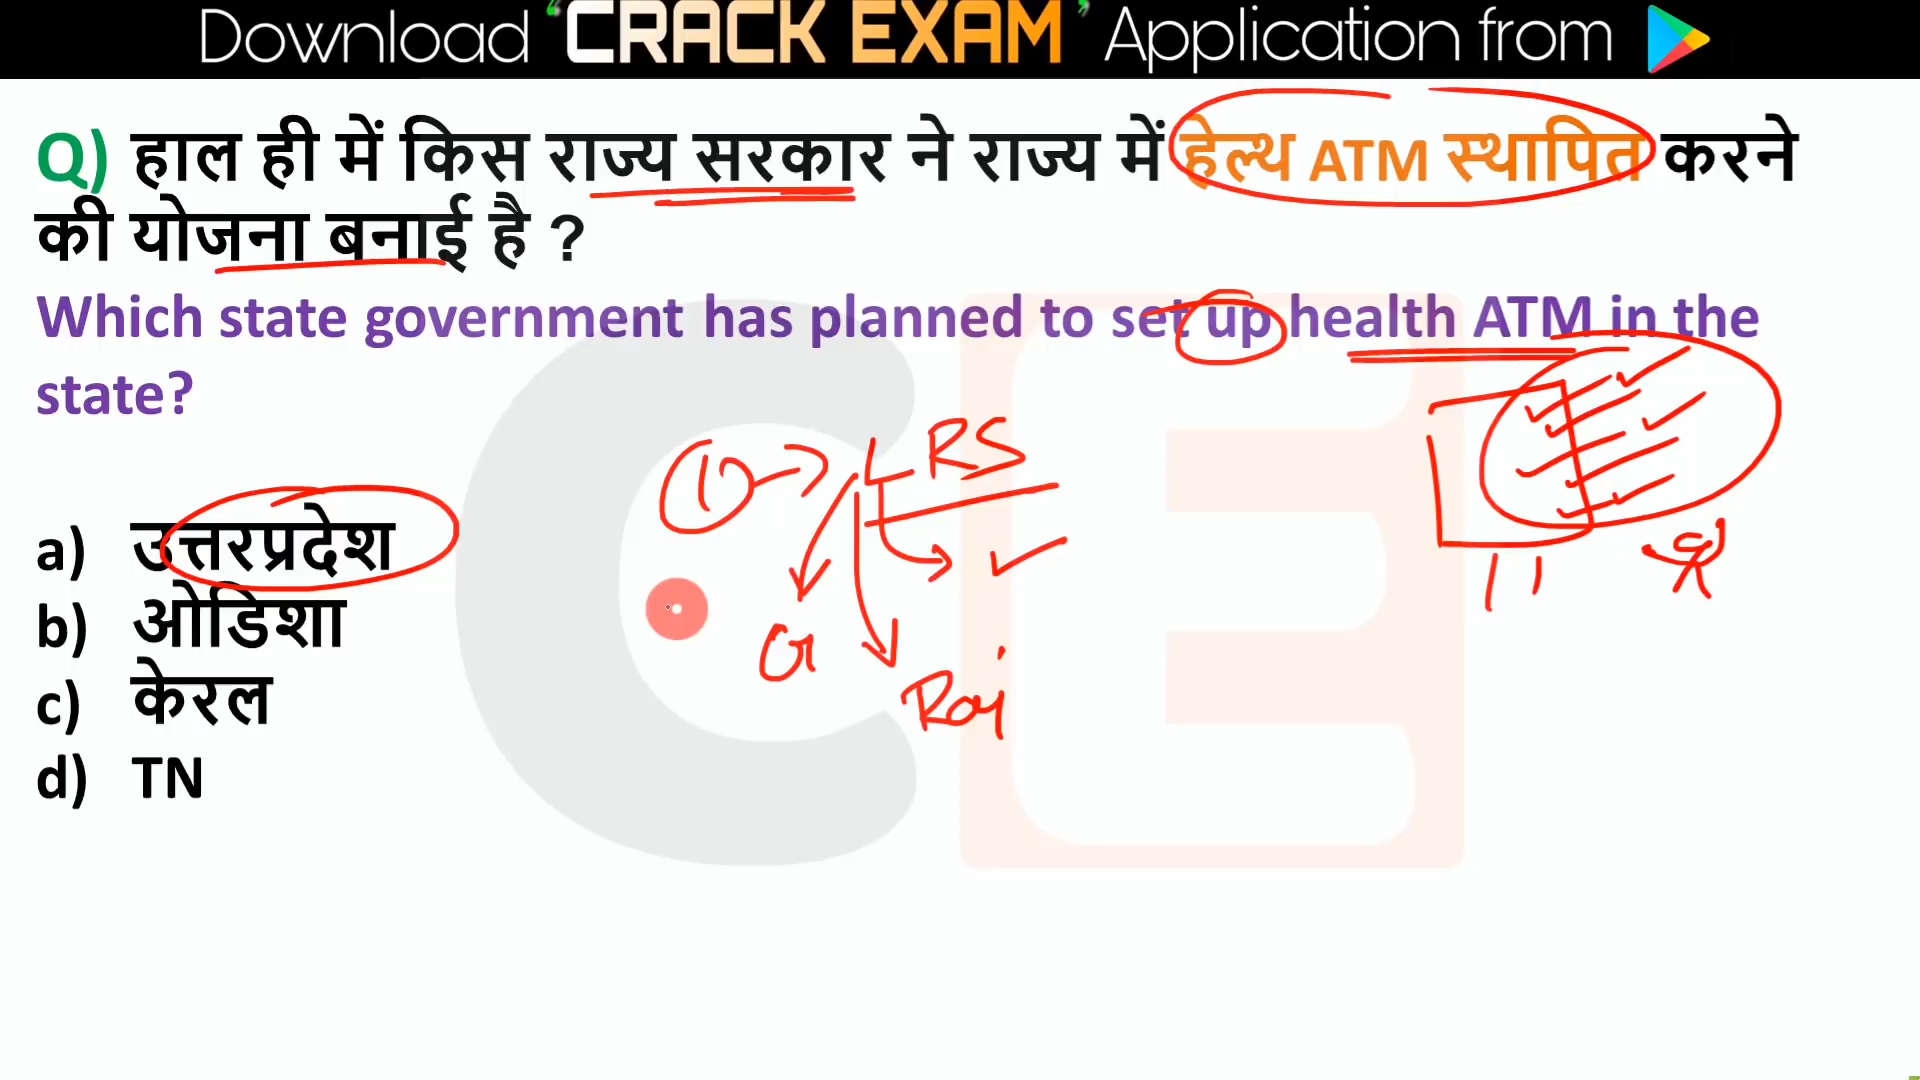 Download 'CRACK EXAM' Application from
Q) हाल ही में किस राज्य सरकार ने राज्य में हेल्थ ATM स्थापित करने
की योजना बनाई है ?
Which state government has planned to set up health ATM in the
state?
RS
a) उत्तरप्रदेश
b) ओडिशा
c) केरल
Raj
d) TN